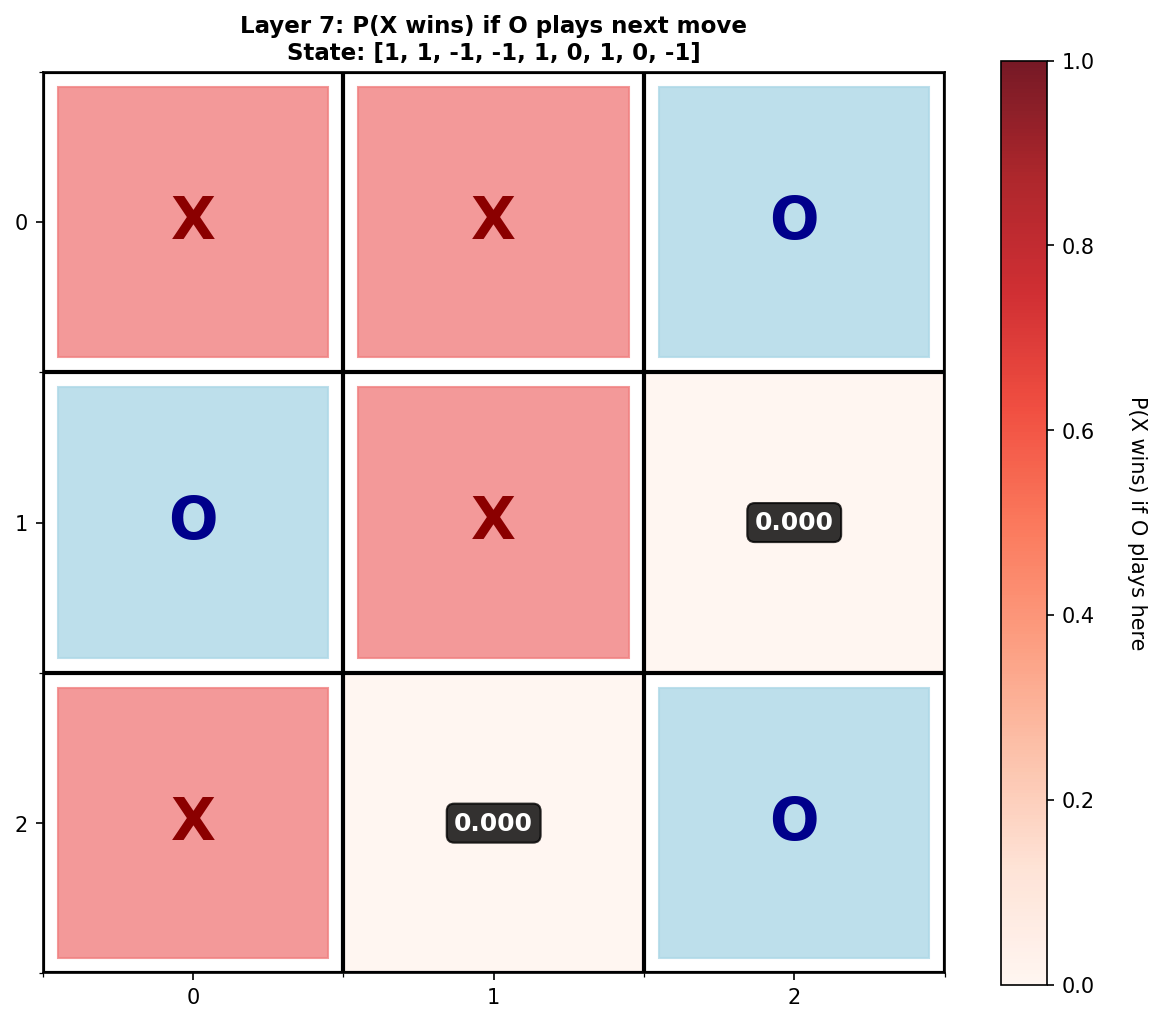 Layer 7: P(X wins) if O plays next move
State: [1, 1, -1, -1, 1, 0, 1, 0, -1]
0
X
X
O
1
O
X
0.000
2
X
0.000
O
0
1
2
1.0
0.8
0.6
0.4
0.2
0.0
P(X wins) if O plays here